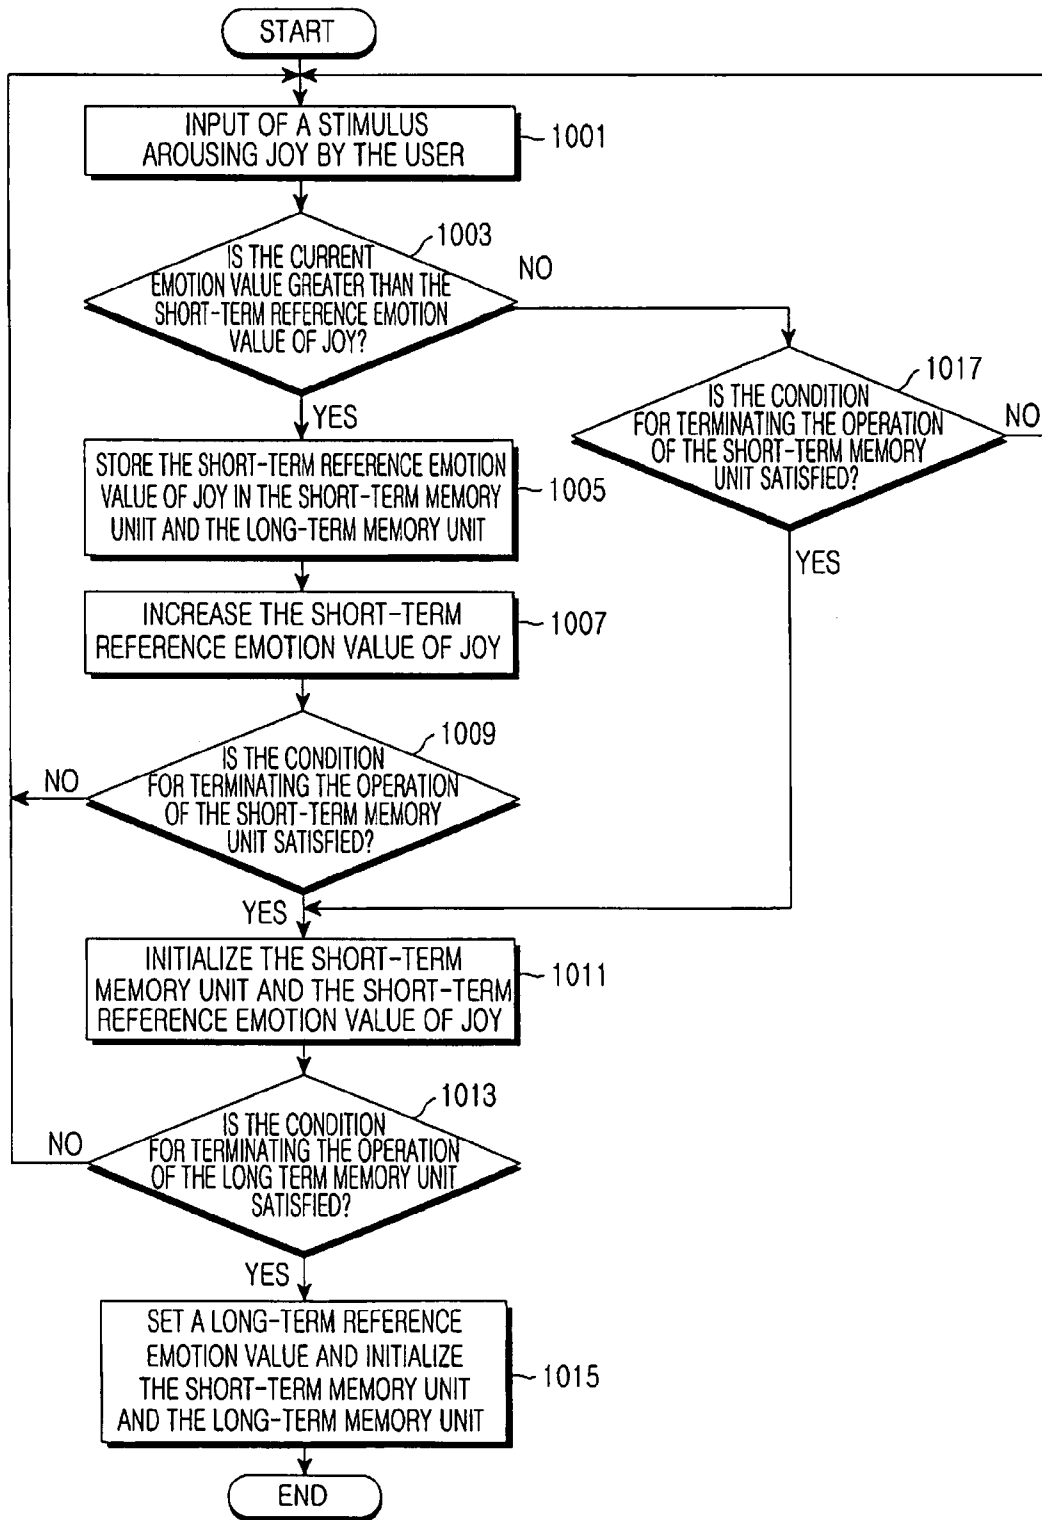 START
INPUT OF A STIMULUS
AROUSING JOY BY THE USER
1001
IS THE CURRENT
EMOTION VALUE GREATER THAN THE
SHORT-TERM REFERENCE EMOTION
VALUE OF JOY?
1003
NO
YES
IS THE CONDITION
FOR TERMINATING THE OPERATION
OF THE SHORT-TERM MEMORY
UNIT SATISFIED?
1017
NO
YES
STORE THE SHORT-TERM REFERENCE EMOTION
VALUE OF JOY IN THE SHORT-TERM MEMORY
UNIIT AND THE LONG-TERM MEMORY UNIT
1005
INCREASE THE SHORT-TERM
REFERENCE EMOTION VALUE OF JOY
1007
IS THE CONDITION
FOR TERMINATING THE OPERATION
OF THE SHORT-TERM MEMORY
UNIT SATISFIED?
1009
NO
YES
INITIALIZE THE SHORT-TERM
MEMORY UNIT AND THE SHORT-TERM
REFERENCE EMOTION VALUE OF JOY
1011
IS THE CONDITION
FOR TERMINATING THE OPERATION
OF THE LONG TERM MEMORY UNIT
SATISFIED?
1013
NO
YES
SET A LONG-TERM REFERENCE
EMOTION VALUE AND INITIALIZE
THE SHORT-TERM MEMORY UNIT
AND THE LONG-TERM MEMORY UNIT
1015
END